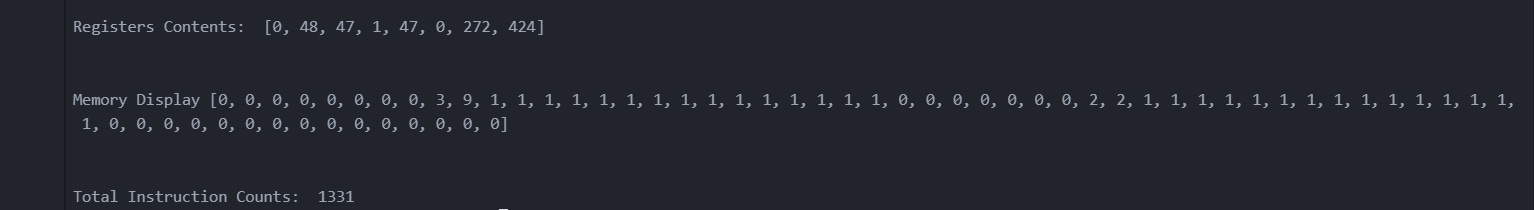 Registers Contents: [0, 48, 47, 1, 47, 0, 272, 424]
Memory Display [0, 0, 0, 0, 0, 0, 0, 0, 3, 9, 1, 1, 1, 1, 1, 1, 1, 1, 1, 1, 1, 1, 1, 1, 1, 0, 0, 0, 0, 0, 0, 0, 2, 2, 1, 1, 1, 1, 1, 1, 1, 1, 1, 1, 1, 1, 1, 1,
1, 0, 0, 0, 0, 0, 0, 0, 0, 0, 0, 0, 0, 0, 0, 0]
Total Instruction Counts: 1331